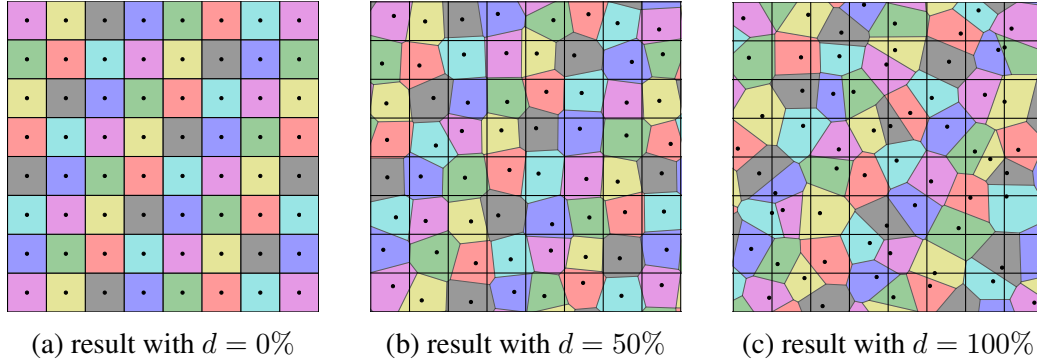 (a) result with d = 0%
(b) result with d = 50%
(c) result with d = 100%